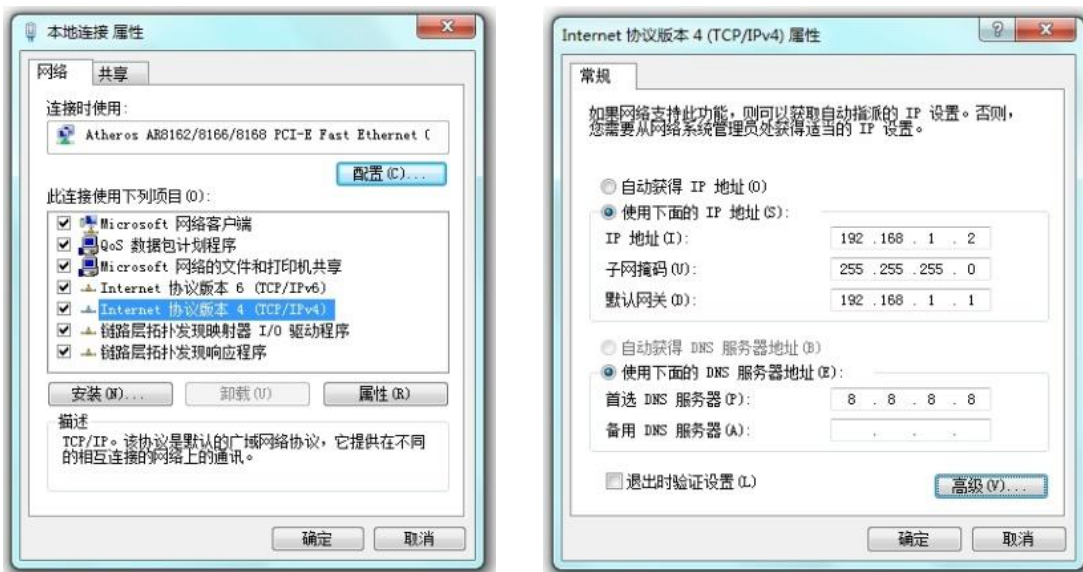 本地连接 属性
网络
共享
连接时使用:
Atheros AR8162/8166/8168 PCI-E Fast Ethernet C
配置(C)...
此连接使用下列项目(O):
Microsoft 网络客户端
QoS 数据包计划程序
Microsoft 网络的文件和打印机共享
Internet 协议版本 6 (TCP/IPv6)
Internet 协议版本 4 (TCP/IPv4)
链路层拓扑发现映射器 I/O 驱动程序
链路层拓扑发现响应程序
安装(N)...
卸载(U)
属性(R)
描述
TCP/IP。该协议是默认的广域网络协议，它提供在不同
的相互连接的网络上的通讯。
确定
取消
Internet 协议版本 4 (TCP/IPv4) 属性
常规
如果网络支持此功能，则可以获取自动指派的 IP 设置。否则，
您需要从网络系统管理员处获得适当的 IP 设置。
自动获得 IP 地址(O)
使用下面的 IP 地址(S):
IP 地址(I): 192 .168 . 1 . 2
子网掩码(U): 255 .255 .255 . 0
默认网关(D): 192 .168 . 1 . 1
自动获得 DNS 服务器地址(B)
使用下面的 DNS 服务器地址(E):
首选 DNS 服务器(P): 8 . 8 . 8 . 8
备用 DNS 服务器(A): . . .
退出时验证设置(L)
高级(V)...
确定
取消